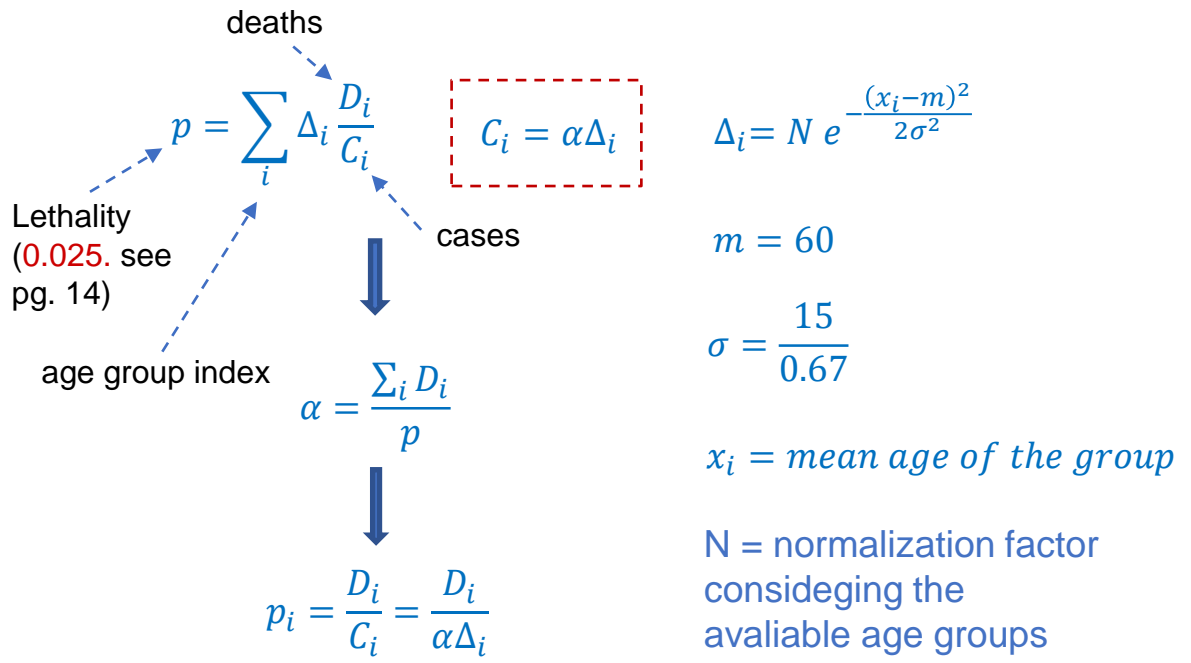 deaths
p = ∑_i Δ_i D_i/C_i
C_i = αΔ_i
Δ_i= N e^{-(x_i−m)^2/2σ^2}
Lethality
(0.025. see
pg. 14)
cases
age group index
m = 60
σ = 15/0.67
α = ∑_i D_i/p
x_i = mean age of the group
p_i = D_i/C_i = D_i/αΔ_i
N = normalization factor
consideging the
avaliable age groups